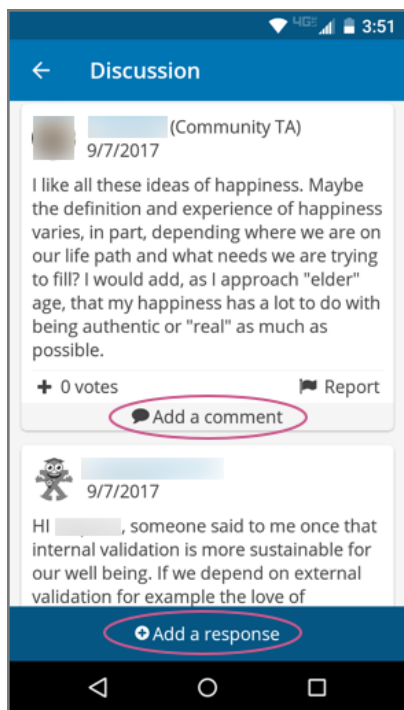 4G 3:51
Discussion
(Community TA)
9/7/2017
I like all these ideas of happiness. Maybe
the definition and experience of happiness
varies, in part, depending where we are on
our life path and what needs we are trying
to fill? I would add, as I approach "elder"
age, that my happiness has a lot to do with
being authentic or "real" as much as
possible.
0 votes Report
Add a comment
9/7/2017
HI , someone said to me once that
internal validation is more sustainable for
our well being. If we depend on external
validation for example the love of
Add a response